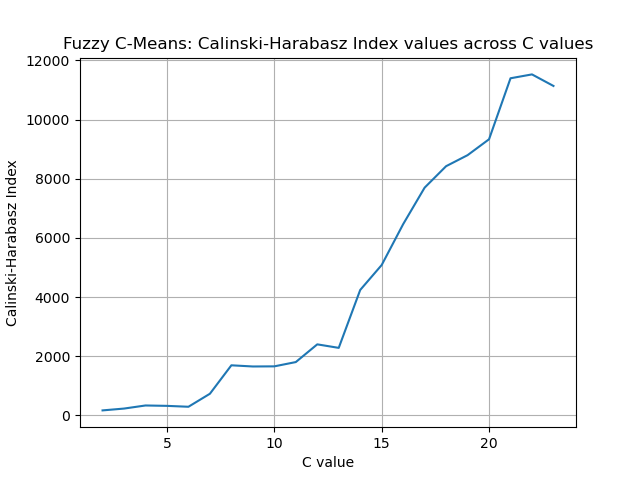 Fuzzy C-Means: Calinski-Harabasz Index values across C values
12000
10000
8000
6000
4000
2000
0
Calinski-Harabasz Index
5 10 15 20
C value